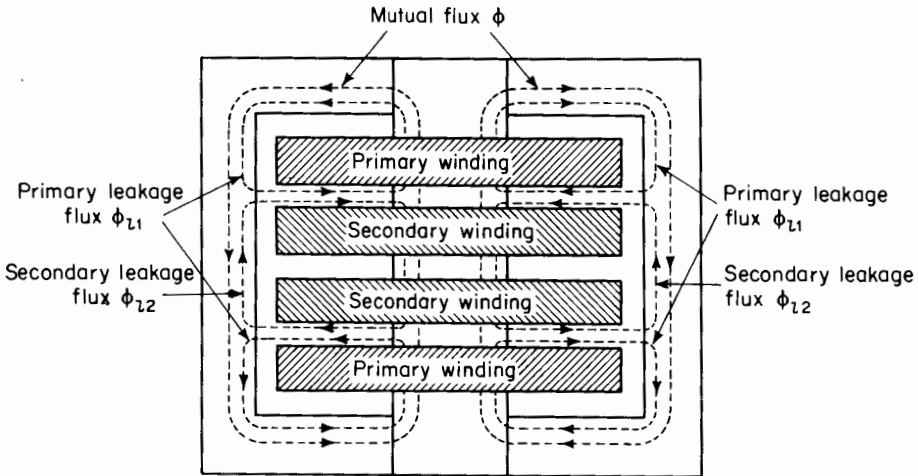 Mutual flux ϕ
Primary winding
Primary leakage
flux ϕl1
Primary leakage
flux ϕl1
Secondary winding
Secondary leakage
flux ϕl2
Secondary leakage
flux ϕl2
Secondary winding
Primary winding